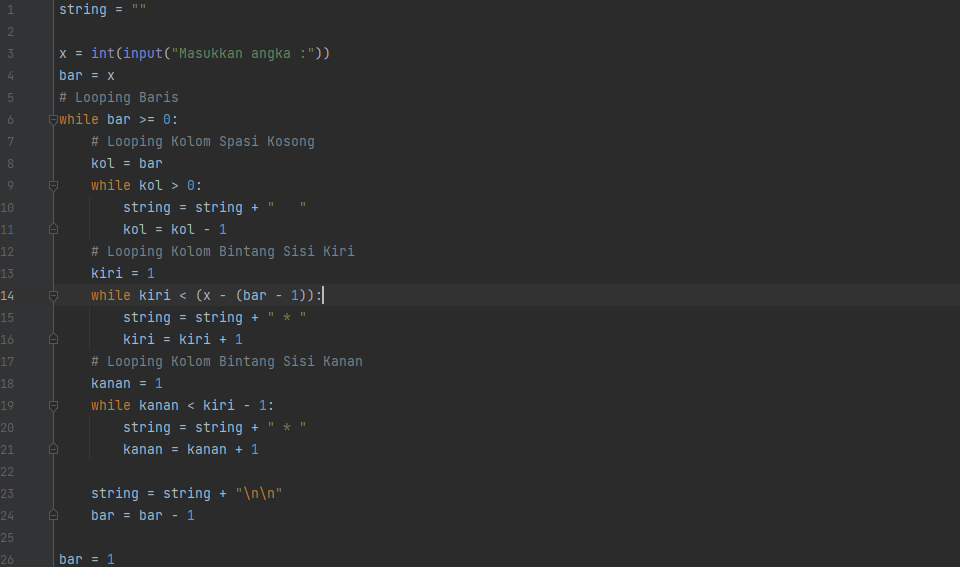 1 string = ""
2
3 x = int(input("Masukkan angka :"))
4 bar = x
5 # Looping Baris
6 while bar >= 0:
7     # Looping Kolom Spasi Kosong
8     kol = bar
9     while kol > 0:
10         string = string + "   "
11         kol = kol - 1
12     # Looping Kolom Bintang Sisi Kiri
13     kiri = 1
14     while kiri < (x - (bar - 1)):
15         string = string + " * "
16         kiri = kiri + 1
17     # Looping Kolom Bintang Sisi Kanan
18     kanan = 1
19     while kanan < kiri - 1:
20         string = string + " * "
21         kanan = kanan + 1
22
23     string = string + "\n\n"
24     bar = bar - 1
25
26 bar = 1